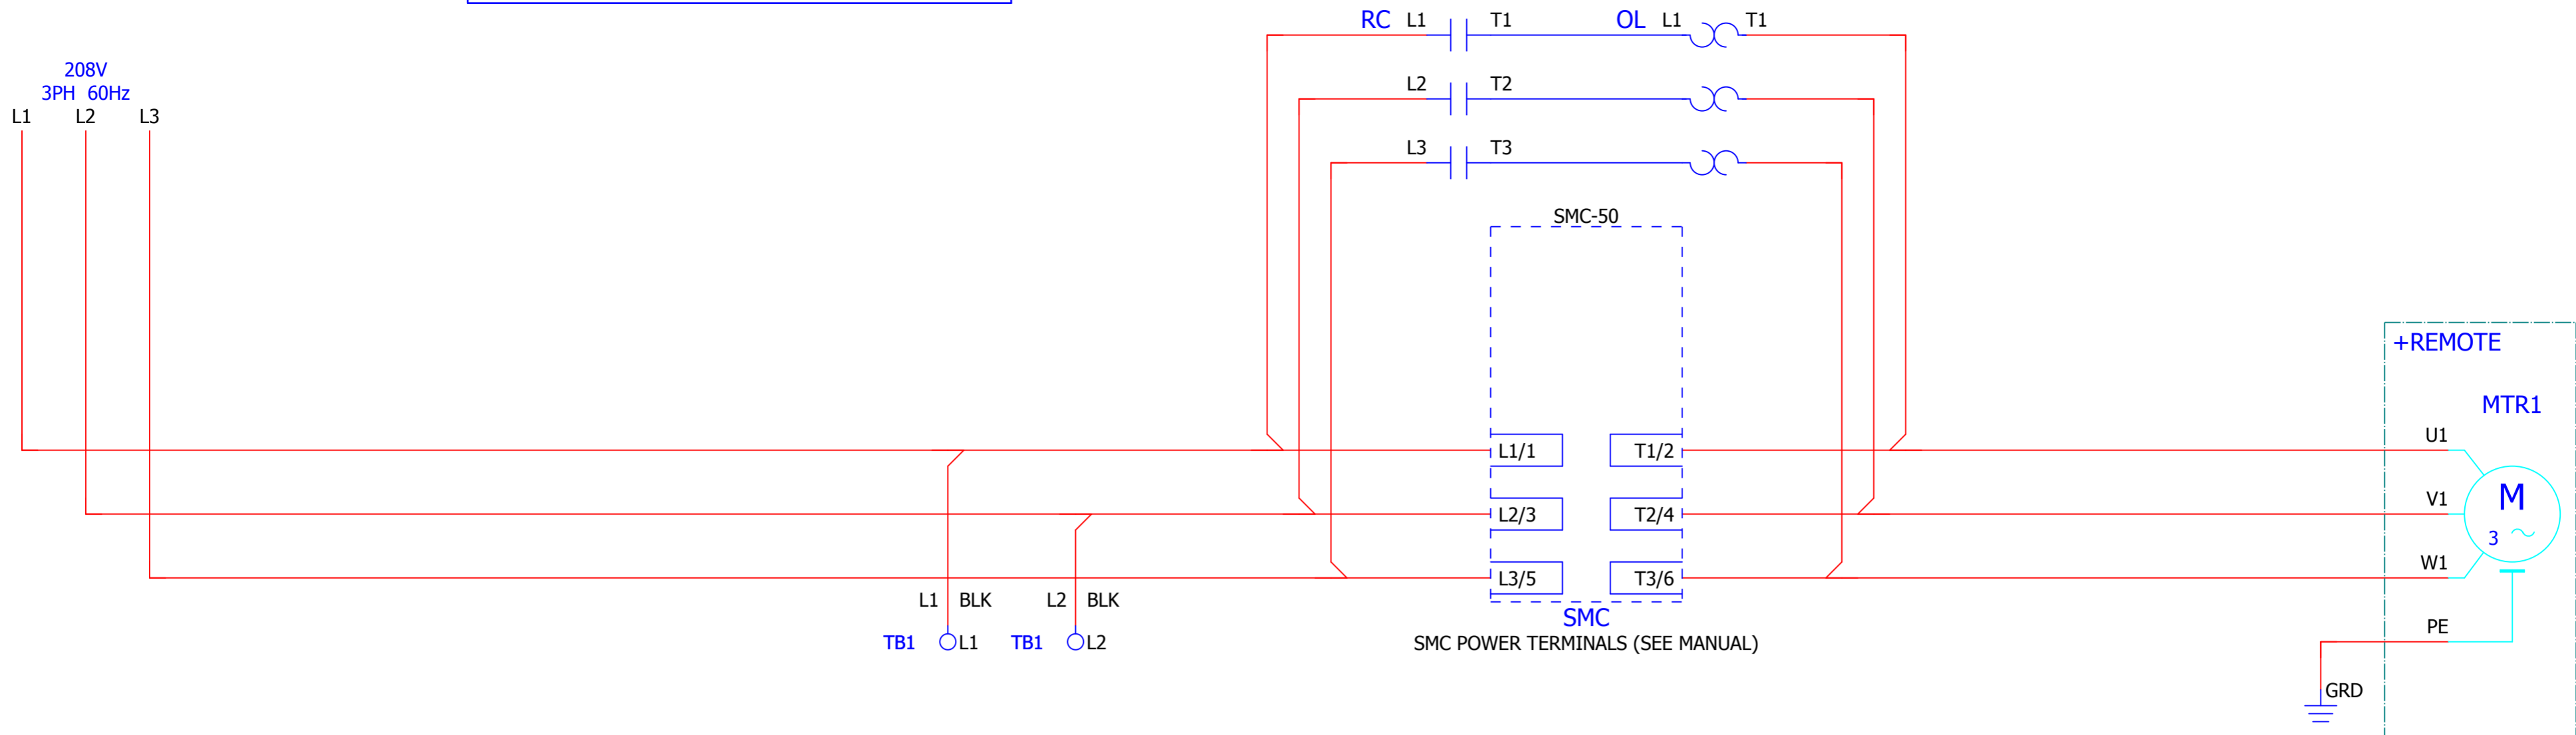 RC L1 T1 OL L1 T1
208V
3PH 60Hz
L1 L2 L3
L2 T2
L3 T3
SMC-50
+REMOTE
MTR1
L1/1 T1/2 U1
L2/3 T2/4 V1
M
3
L3/5 T3/6 W1
L1 BLK L2 BLK
SMC
TB1 L1 TB1 L2
SMC POWER TERMINALS (SEE MANUAL)
PE
GRD